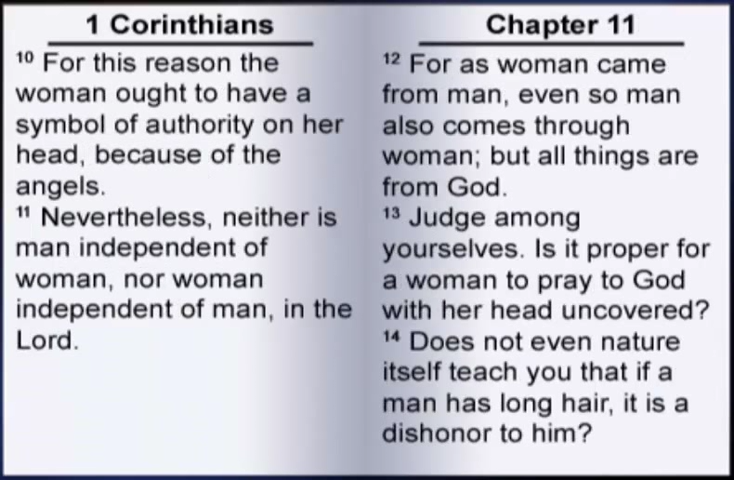 1 Corinthians
10 For this reason the
woman ought to have a
symbol of authority on her
head, because of the
angels.
11 Nevertheless, neither is
man independent of
woman, nor woman
independent of man, in the
Lord.
Chapter 11
12 For as woman came
from man, even so man
also comes through
woman; but all things are
from God.
13 Judge among
yourselves. Is it proper for
a woman to pray to God
with her head uncovered?
14 Does not even nature
itself teach you that if a
man has long hair, it is a
dishonor to him?